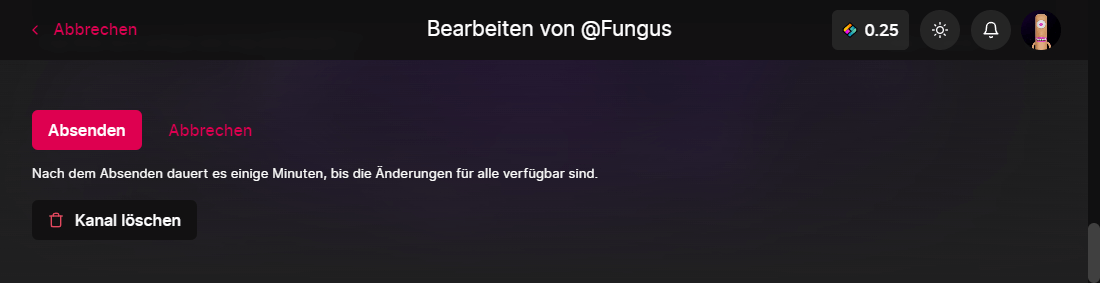 Abbrechen
Bearbeiten von @Fungus
0.25
Absenden
Abbrechen
Nach dem Absenden dauert es einige Minuten, bis die Änderungen für alle verfügbar sind.
Kanal löschen